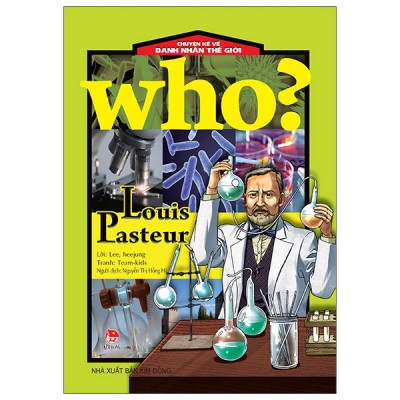 CHUYỆN KỂ VỀ
DANH NHÂN THẾ GIỚI
who?
Louis
Pasteur
Lời: Lee, Heejung
Tranh: Team-kids
Người dịch: Nguyễn Thị Hồng
NHÀ XUẤT BẢN KIM ĐỒNG